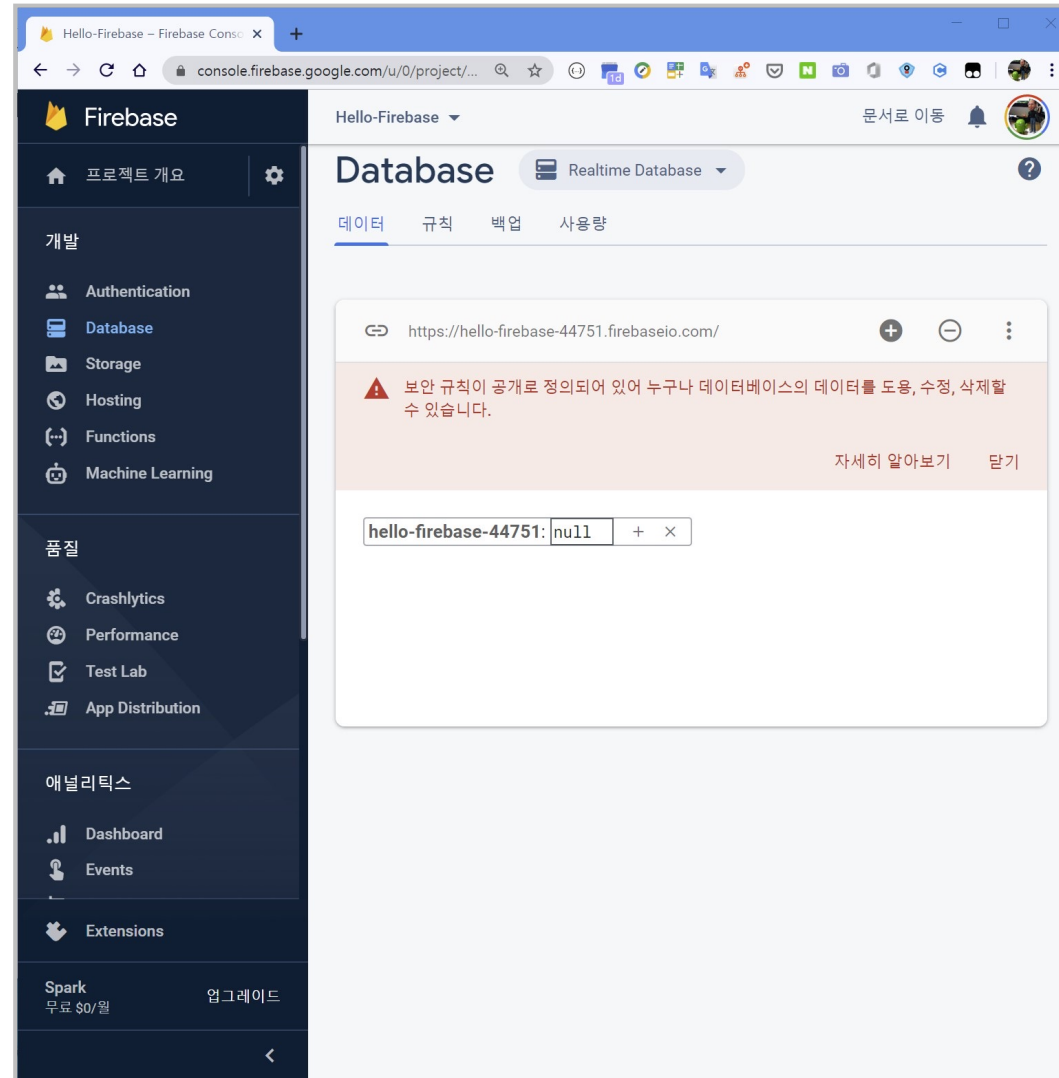 Hello-Firebase – Firebase Conso
console.firebase.google.com/u/0/project/...
1d
Firebase
Hello-Firebase
문서로 이동
프로젝트 개요
Database
Realtime Database
데이터 규칙 백업 사용량
개발
Authentication
Database
Storage
Hosting
Functions
Machine Learning
https://hello-firebase-44751.firebaseio.com/
보안 규칙이 공개로 정의되어 있어 누구나 데이터베이스의 데이터를 도용, 수정, 삭제할
수 있습니다.
자세히 알아보기 닫기
hello-firebase-44751: null
품질
Crashlytics
Performance
Test Lab
App Distribution
애널리틱스
Dashboard
Events
Extensions
Spark
무료 $0/월
업그레이드